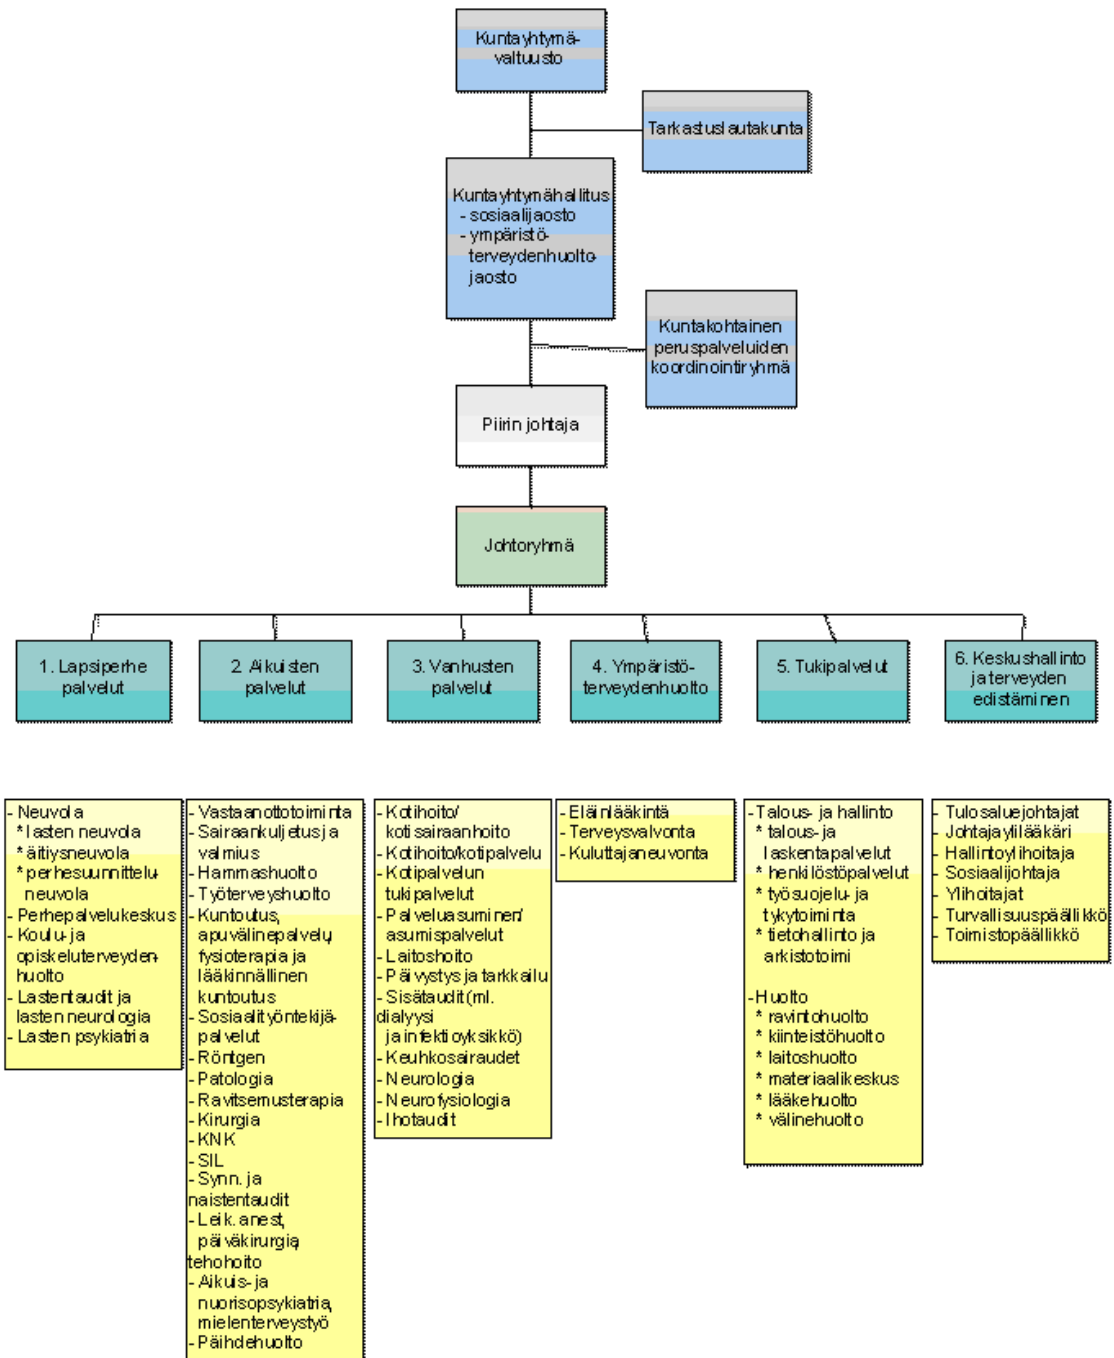 Kuntayhtymä-
valtuusto
Tarkastuslautakunta
Kuntayhtymähallitus
- sosiaalijaosto
- ympäristö-
terveydenhuolto-
jaosto
Kuntakohtainen
peruspalveluiden
koordinointiryhmä
Piirin johtaja
Johtoryhmä
1. Lapsiperhe
palvelut
2. Aikuisten
palvelut
3. Vanhusten
palvelut
4. Ympäristö-
terveydenhuolto
5. Tukipalvelut
6. Keskushallinto
ja terveyden
edistäminen
- Neuvola
* lasten neuvola
* äitiysneuvola
* perhesuunnittelu-
neuvola
- Perhepalvelukeskus
- Koulu- ja
opiskeluterveyden-
huolto
- Lastentaudit ja
lasten neurologia
- Lasten psykiatria
- Vastaanottotoiminta
- Sairaankuljetus ja
valmius
- Hammashuolto
- Työterveyshuolto
- Kuntoutus,
apuvälinepalvelu,
fysioterapia ja
lääkinnällinen
kuntoutus
- Sosiaalityöntekijä-
palvelut
- Röntgen
- Patologia
- Ravitsemusterapia
- Kirurgia
- KNK
- SIL
- Synn. ja
naistentaudit
- Leik. anest,
päiväkirurgia,
tehohoito
- Aikuis- ja
nuorisopsykiatria,
mielenterveystyö
- Päihdehuolto
- Kotihoito/
kotisairaanhoito
- Kotihoito/kotipalvelu
- Kotipalvelun
tukipalvelut
- Palveluasuminen/
asumispalvelut
- Laitoshoito
- Päivystys ja tarkkailu
- Sisätaudit (ml.
dialyysi
ja infektioyksikkö)
- Keuhkosairaudet
- Neurologia
- Neurofysiologia
- Ihotaudit
- Eläinlääkintä
- Terveysvalvonta
- Kuluttajaneuvonta
- Talous- ja hallinto
* talous- ja
laskentapalvelut
* henkilöstöpalvelut
* työsuojelu- ja
tykytoiminta
* tietohallinto ja
arkistotoimi
- Huolto
* ravintohuolto
* kiinteistöhuolto
* laitoshuolto
* materiaalikeskus
* lääkehuolto
* välinehuolto
- Tulosaluejohtajat
- Johtajaylilääkäri
- Hallintoylihoitaja
- Sosiaalijohtaja
- Ylihoitajat
- Turvallisuuspäällikkö
- Toimistopäällikkö